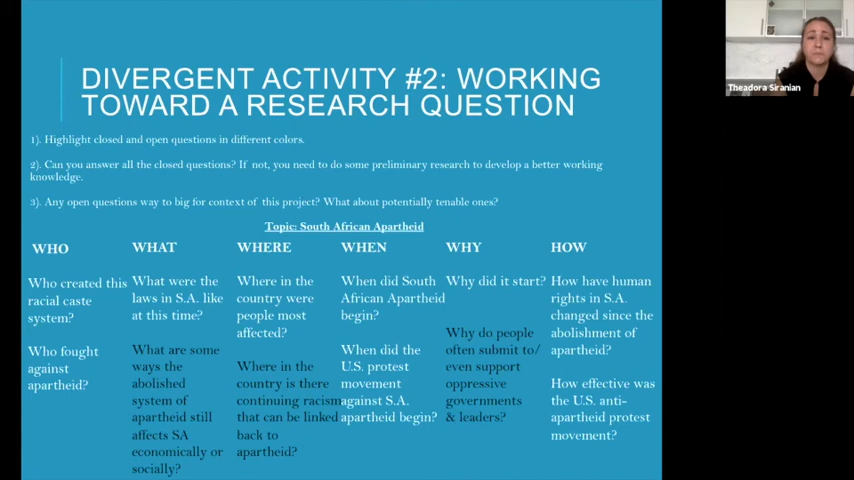 DIVERGENT ACTIVITY #2: WORKING
TOWARD A RESEARCH QUESTION
1). Highlight closed and open questions in different colors.
2). Can you answer all the closed questions? If not, you need to do some preliminary research to develop a better working
knowledge.
3). Any open questions way to big for context of this project? What about potentially tenable ones?
Topic: South African Apartheid
WHO
Who created this
racial caste
system?
Who fought
against
apartheid?
WHAT
What were the
laws in S.A. like
at this time?
What are some
ways the
abolished
system of
apartheid still
affects SA
economically or
socially?
WHERE
Where in the
country were
people most
affected?
Where in the
country is there
continuing racism
that can be linked
back to
apartheid?
WHEN
When did South
African Apartheid
begin?
When did the
U.S. protest
movement
against S.A.
apartheid begin?
WHY
Why did it start?
Why do people
often submit to/
even support
oppressive
governments
& leaders?
HOW
How have human
rights in S.A.
changed since the
abolishment of
apartheid?
How effective was
the U.S. anti-
apartheid protest
movement?
Theadora Siranian